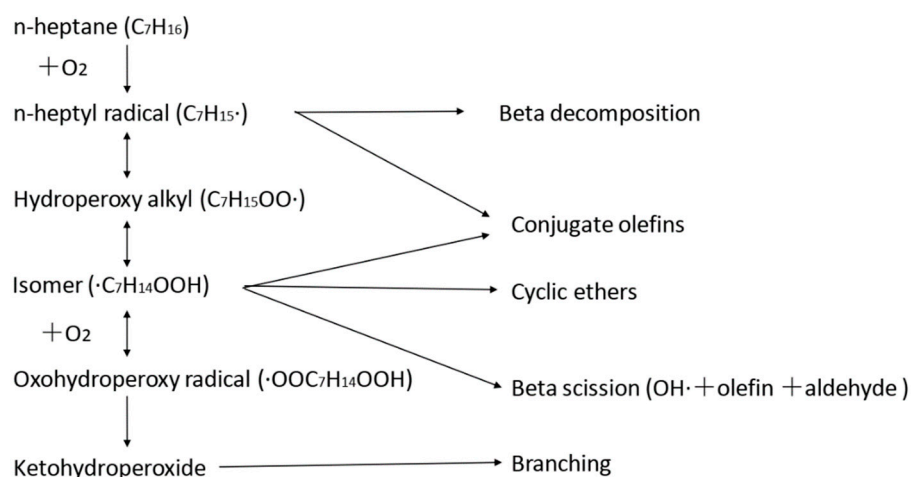 n-heptane (C₇H₁₆)
+O₂
n-heptyl radical (C₇H₁₅·)
Beta decomposition
Hydroperoxy alkyl (C₇H₁₅OO·)
Conjugate olefins
Isomer (·C₇H₁₄OOH)
Cyclic ethers
+O₂
Oxohydroperoxy radical (·OOC₇H₁₄OOH)
Beta scission (OH·+olefin +aldehyde )
Ketohydroperoxide
Branching